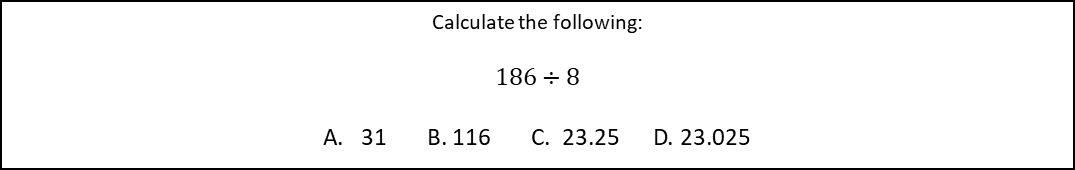 Calculate the following:
186 ÷ 8
A. 31 B. 116 C. 23.25 D. 23.025